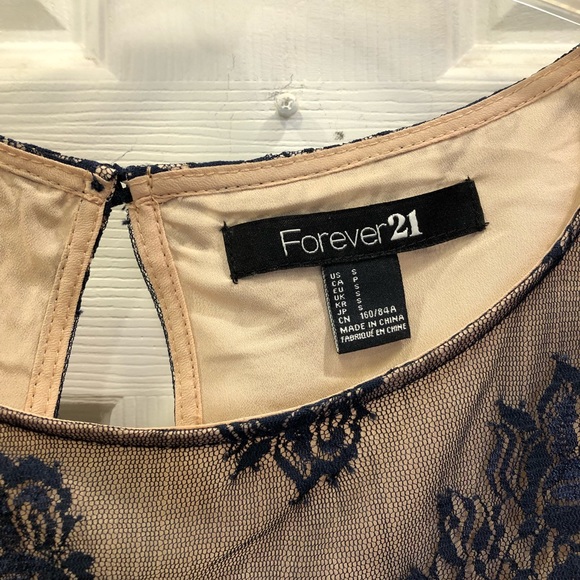 Forever21
US S
CA P
EU S
UK S
KR S
JP S
CN 160/84A
MADE IN CHINA
FABRIQUÉ EN CHINE